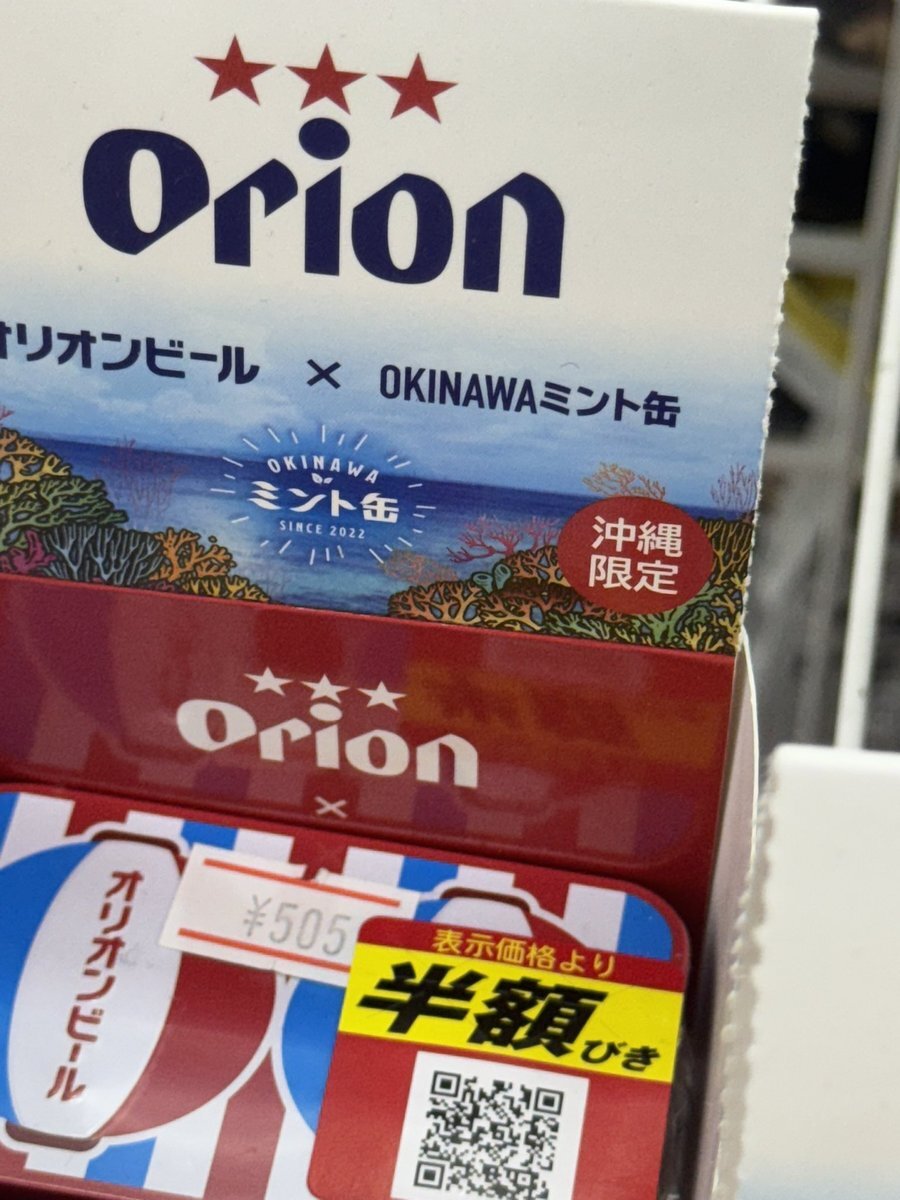 orion
オリオンビール × OKINAWAミント缶
OKINAWA
ミント缶
SINCE 2022
沖縄
限定
orion
×
オリオンビール
¥505
表示価格より
半額びき